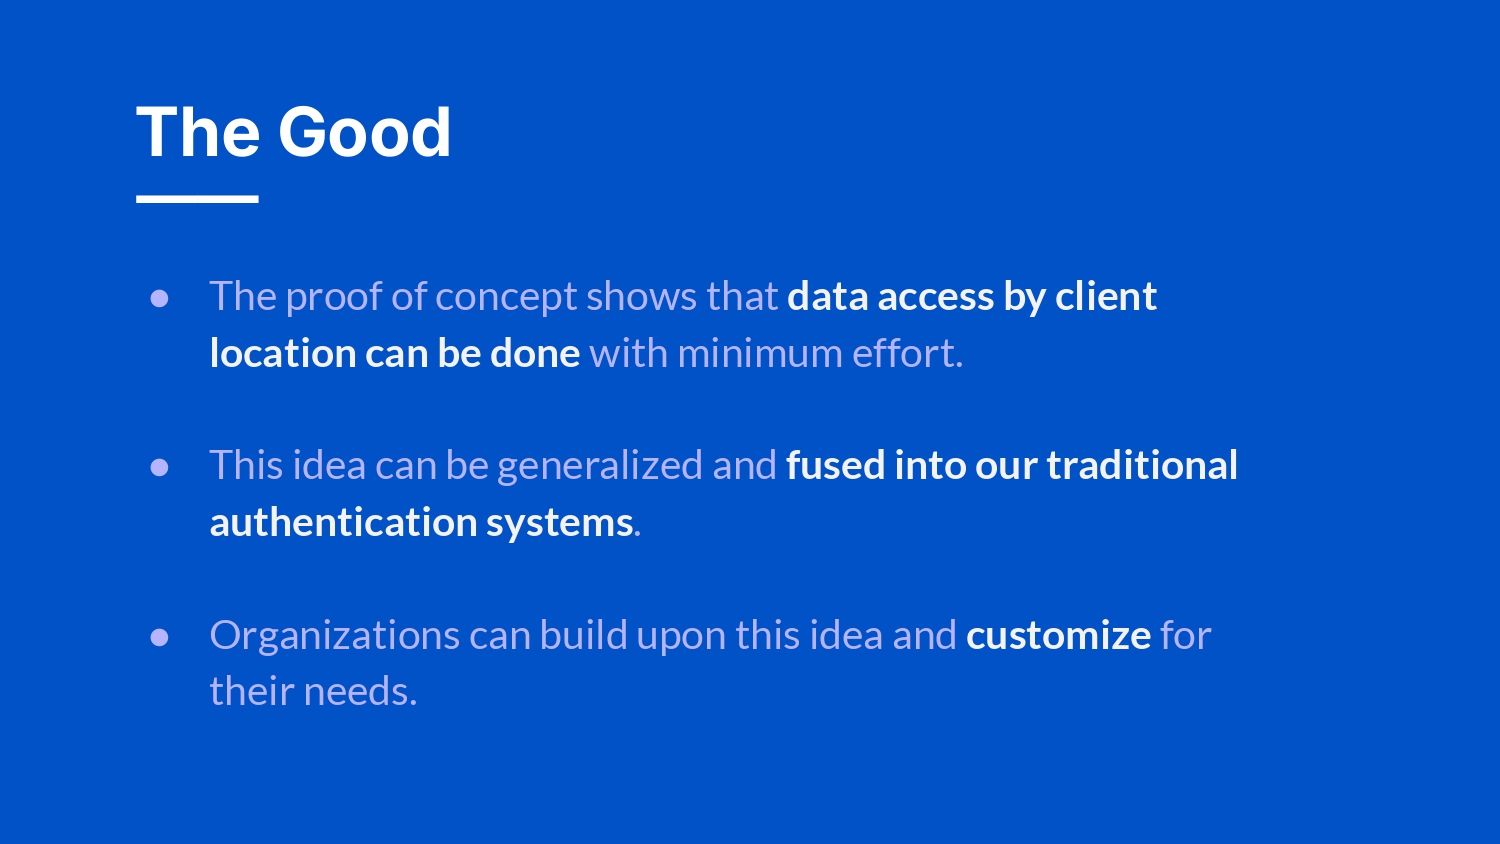 The Good
● The proof of concept shows that data access by client
location can be done with minimum effort.
● This idea can be generalized and fused into our traditional
authentication systems.
● Organizations can build upon this idea and customize for
their needs.